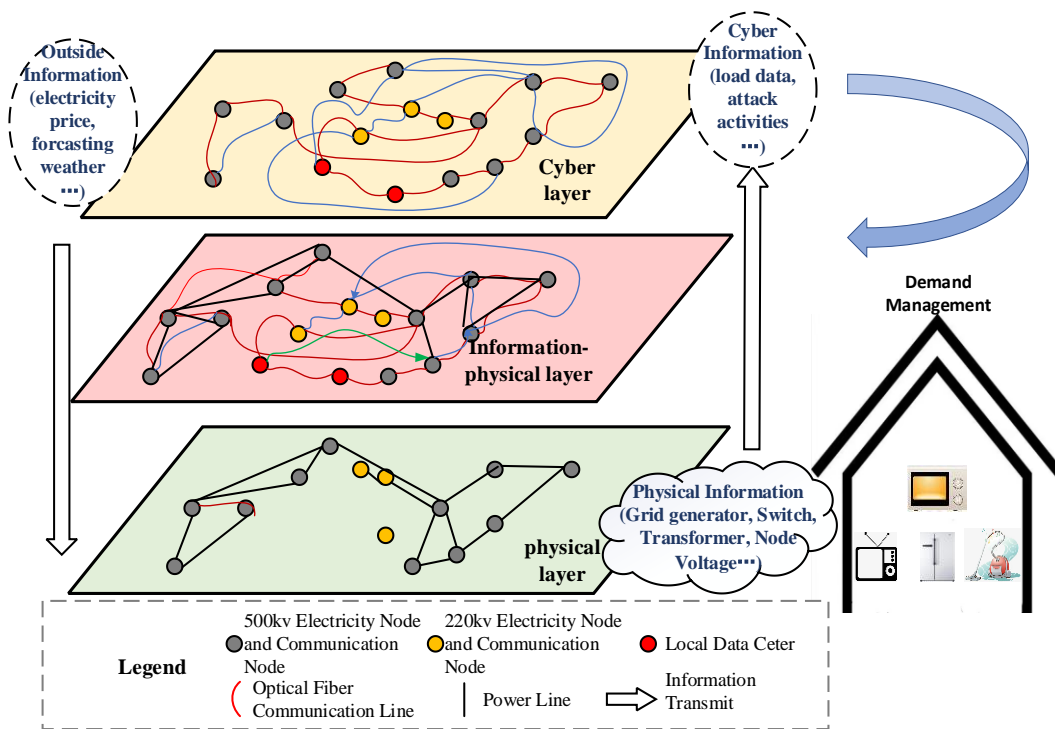 Outside
Information
(electricity
price,
forcasting
weather
⋯)
Cyber
Information
(load data,
attack
activities
⋯)
Cyber
layer
Information-
physical layer
Demand
Management
physical
layer
Physical Information
(Grid generator, Switch,
Transformer, Node
Voltage⋯)
Legend
500kv Electricity Node
and Communication
Node
220kv Electricity Node
and Communication
Node
Local Data Ceter
Optical Fiber
Communication Line
Power Line
Information
Transmit